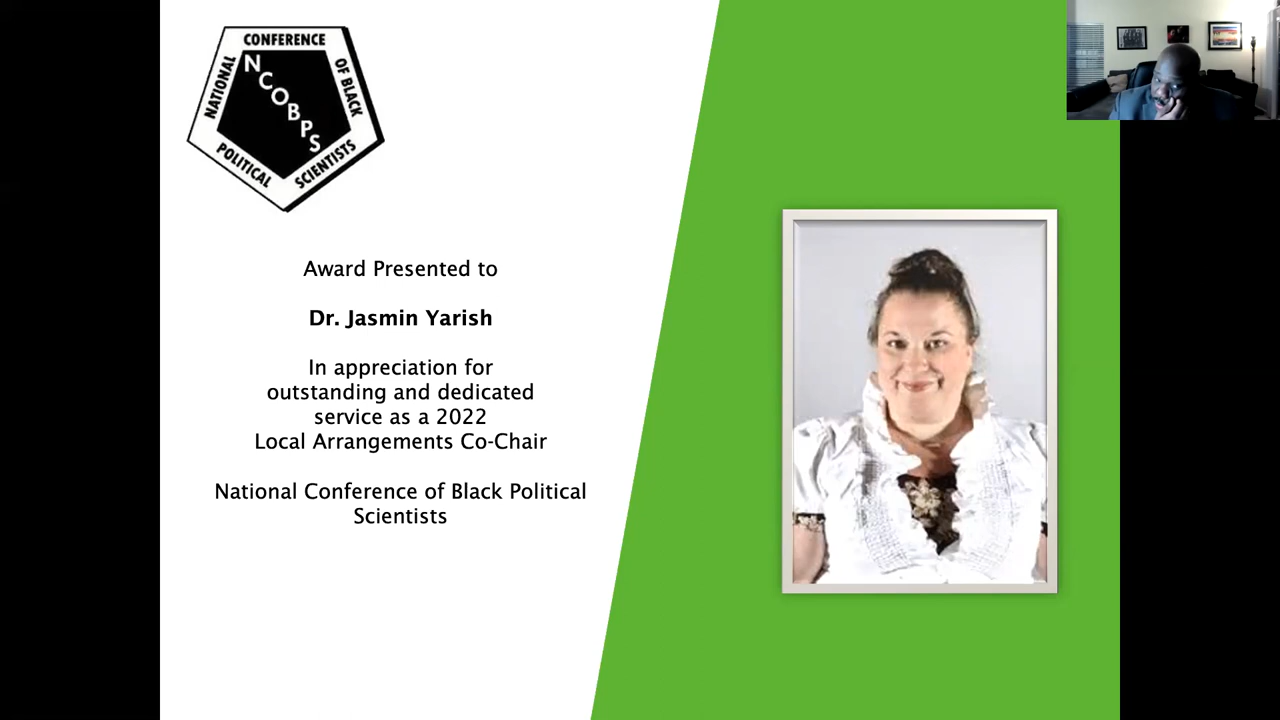 CONFERENCE
NATIONAL
OF BLACK
NCOBPS
POLITICAL
SCIENTISTS
Award Presented to
Dr. Jasmin Yarish
In appreciation for
outstanding and dedicated
service as a 2022
Local Arrangements Co-Chair
National Conference of Black Political
Scientists